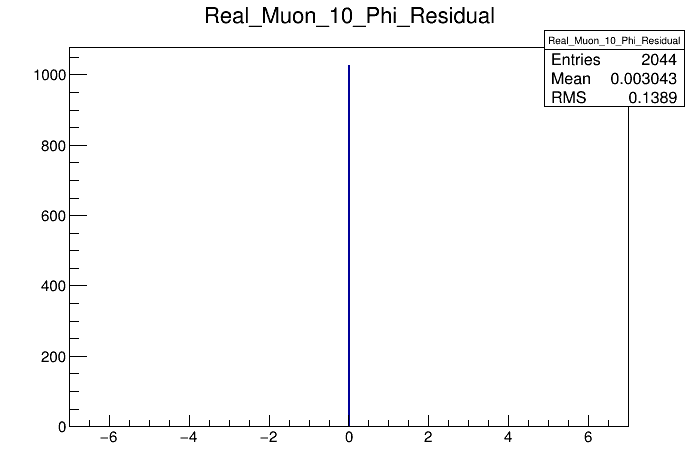 Real_Muon_10_Phi_Residual
Real_Muon_10_Phi_Residual
Entries 2044
Mean 0.003043
RMS 0.1389
1000
800
600
400
200
0
−6 −4 −2 0 2 4 6